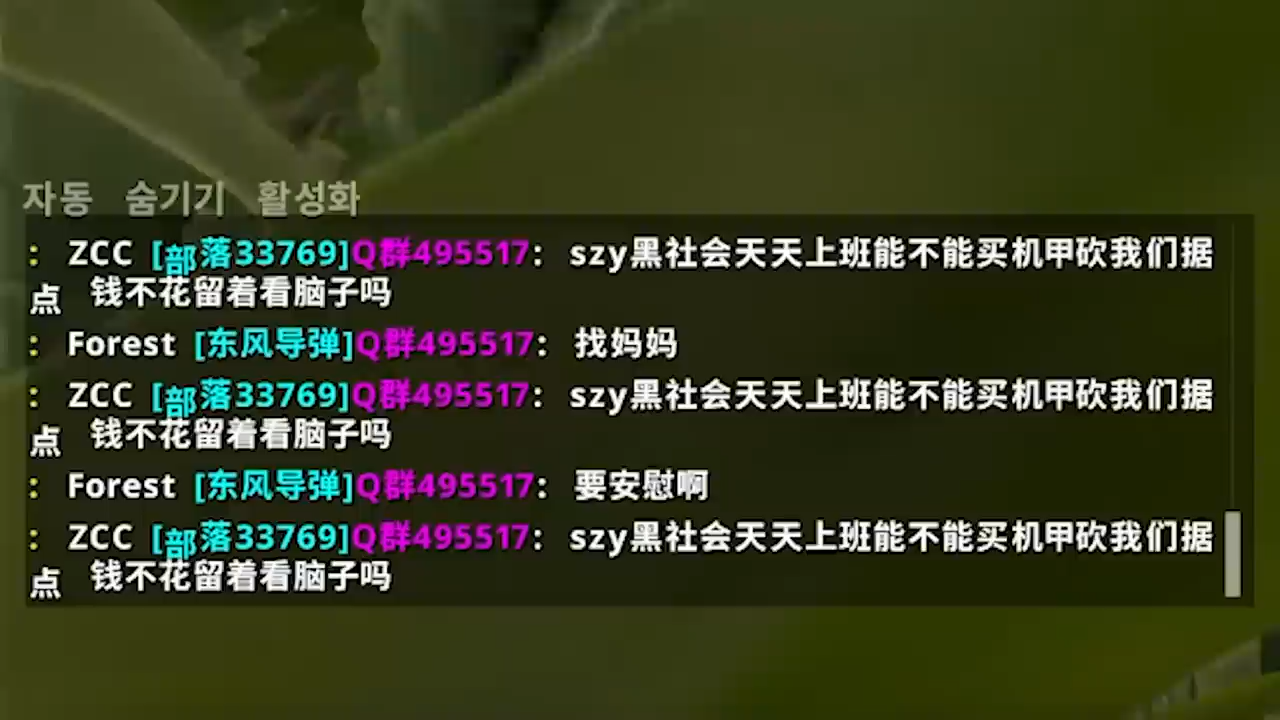 자동 숨기기 활성화
: ZCC [部落33769]Q群495517: szy黑社会天天上班能不能买机甲砍我们据
点 钱不花留着看脑子吗
: Forest [东风导弹]Q群495517: 找妈妈
: ZCC [部落33769]Q群495517: szy黑社会天天上班能不能买机甲砍我们据
点 钱不花留着看脑子吗
: Forest [东风导弹]Q群495517: 要安慰啊
: ZCC [部落33769]Q群495517: szy黑社会天天上班能不能买机甲砍我们据
点 钱不花留着看脑子吗